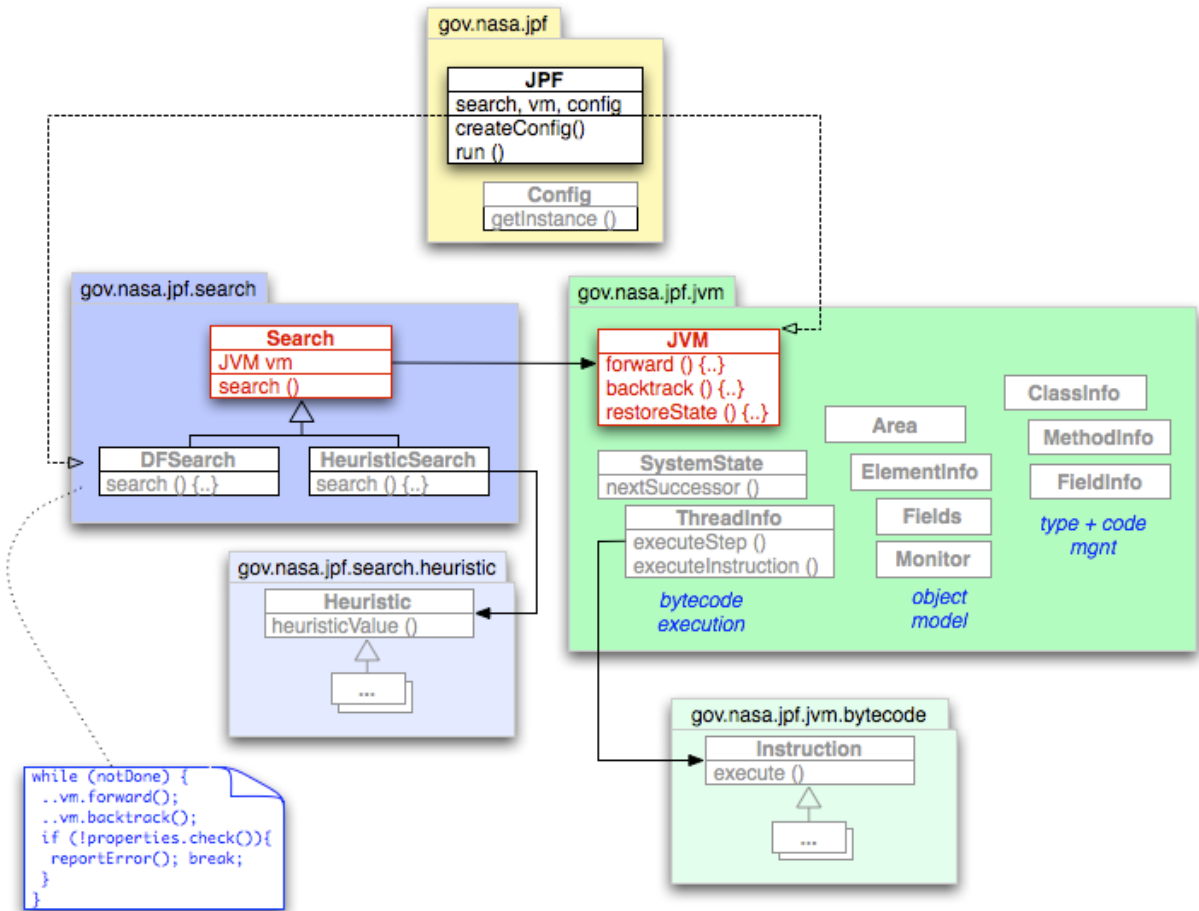 gov.nasa.jpf
JPF
search, vm, config
createConfig()
run ()
Config
getInstance ()
gov.nasa.jpf.search
Search
JVM vm
search ()
DFSearch
search () {..}
HeuristicSearch
search () {..}
gov.nasa.jpf.jvm
JVM
forward () {..}
backtrack () {..}
restoreState () {..}
SystemState
nextSuccessor ()
ThreadInfo
executeStep ()
executeInstruction ()
bytecode
execution
Area
ElementInfo
Fields
Monitor
object
model
ClassInfo
MethodInfo
FieldInfo
type + code
mgnt
gov.nasa.jpf.search.heuristic
Heuristic
heuristicValue ()
...
gov.nasa.jpf.jvm.bytecode
Instruction
execute ()
...
while (notDone) {
..vm.forward();
..vm.backtrack();
if (!properties.check()){
reportError(); break;
}
}